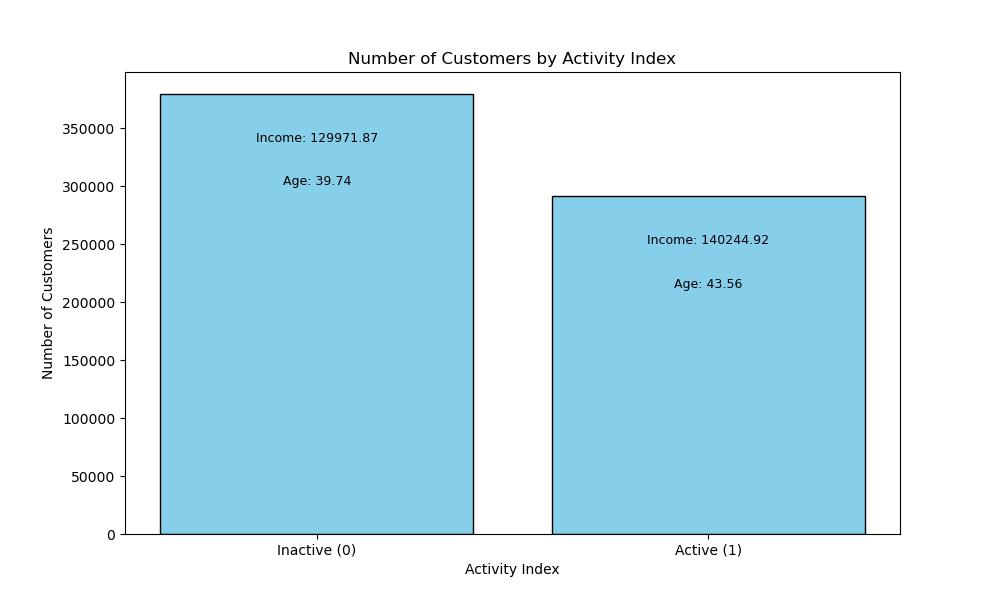 Number of Customers by Activity Index
Number of Customers
350000
300000
250000
200000
150000
100000
50000
0
Income: 129971.87
Age: 39.74
Income: 140244.92
Age: 43.56
Inactive (0)
Active (1)
Activity Index